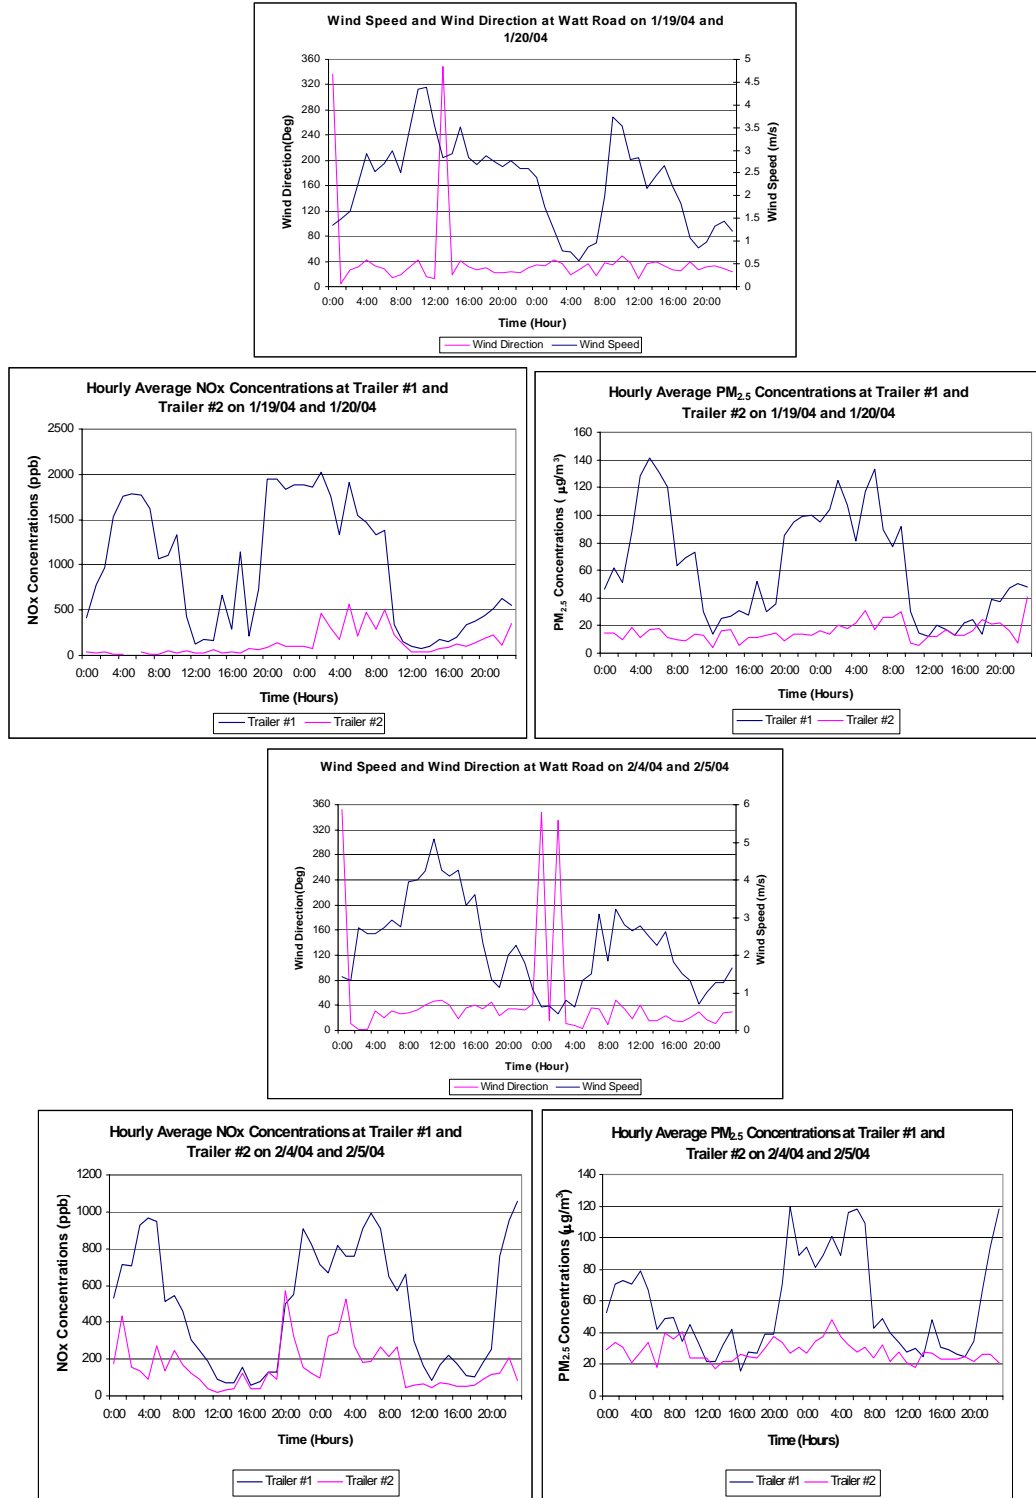 Wind Speed and Wind Direction at Watt Road on 1/19/04 and
1/20/04
360
320
280
240
200
160
120
80
40
0
Wind Direction(Deg)
5
4.5
4
3.5
3
2.5
2
1.5
1
0.5
0
Wind Speed (m/s)
0:00 4:00 8:00 12:00 16:00 20:00 0:00 4:00 8:00 12:00 16:00 20:00
Time (Hour)
Wind Direction Wind Speed
Hourly Average NOx Concentrations at Trailer #1 and
Trailer #2 on 1/19/04 and 1/20/04
2500
2000
1500
1000
500
0
NOx Concentrations (ppb)
0:00 4:00 8:00 12:00 16:00 20:00 0:00 4:00 8:00 12:00 16:00 20:00
Time (Hours)
Trailer #1 Trailer #2
Hourly Average PM2.5 Concentrations at Trailer #1 and
Trailer #2 on 1/19/04 and 1/20/04
160
140
120
100
80
60
40
20
0
PM2.5 Concentrations ( µg/m3)
0:00 4:00 8:00 12:00 16:00 20:00 0:00 4:00 8:00 12:00 16:00 20:00
Time (Hours)
Trailer #1 Trailer #2
Wind Speed and Wind Direction at Watt Road on 2/4/04 and 2/5/04
360
320
280
240
200
160
120
80
40
0
Wind Direction(Deg)
6
5
4
3
2
1
0
Wind Speed (m/s)
0:00 4:00 8:00 12:00 16:00 20:00 0:00 4:00 8:00 12:00 16:00 20:00
Time (Hour)
Wind Direction Wind Speed
Hourly Average NOx Concentrations at Trailer #1 and
Trailer #2 on 2/4/04 and 2/5/04
1200
1000
800
600
400
200
0
NOx Concentrations (ppb)
0:00 4:00 8:00 12:00 16:00 20:00 0:00 4:00 8:00 12:00 16:00 20:00
Time (Hours)
Trailer #1 Trailer #2
Hourly Average PM2.5 Concentrations at Trailer #1 and
Trailer #2 on 2/4/04 and 2/5/04
140
120
100
80
60
40
20
0
PM2.5 Concentrations (µg/m3)
0:00 4:00 8:00 12:00 16:00 20:00 0:00 4:00 8:00 12:00 16:00 20:00
Time (Hours)
Trailer #1 Trailer #2